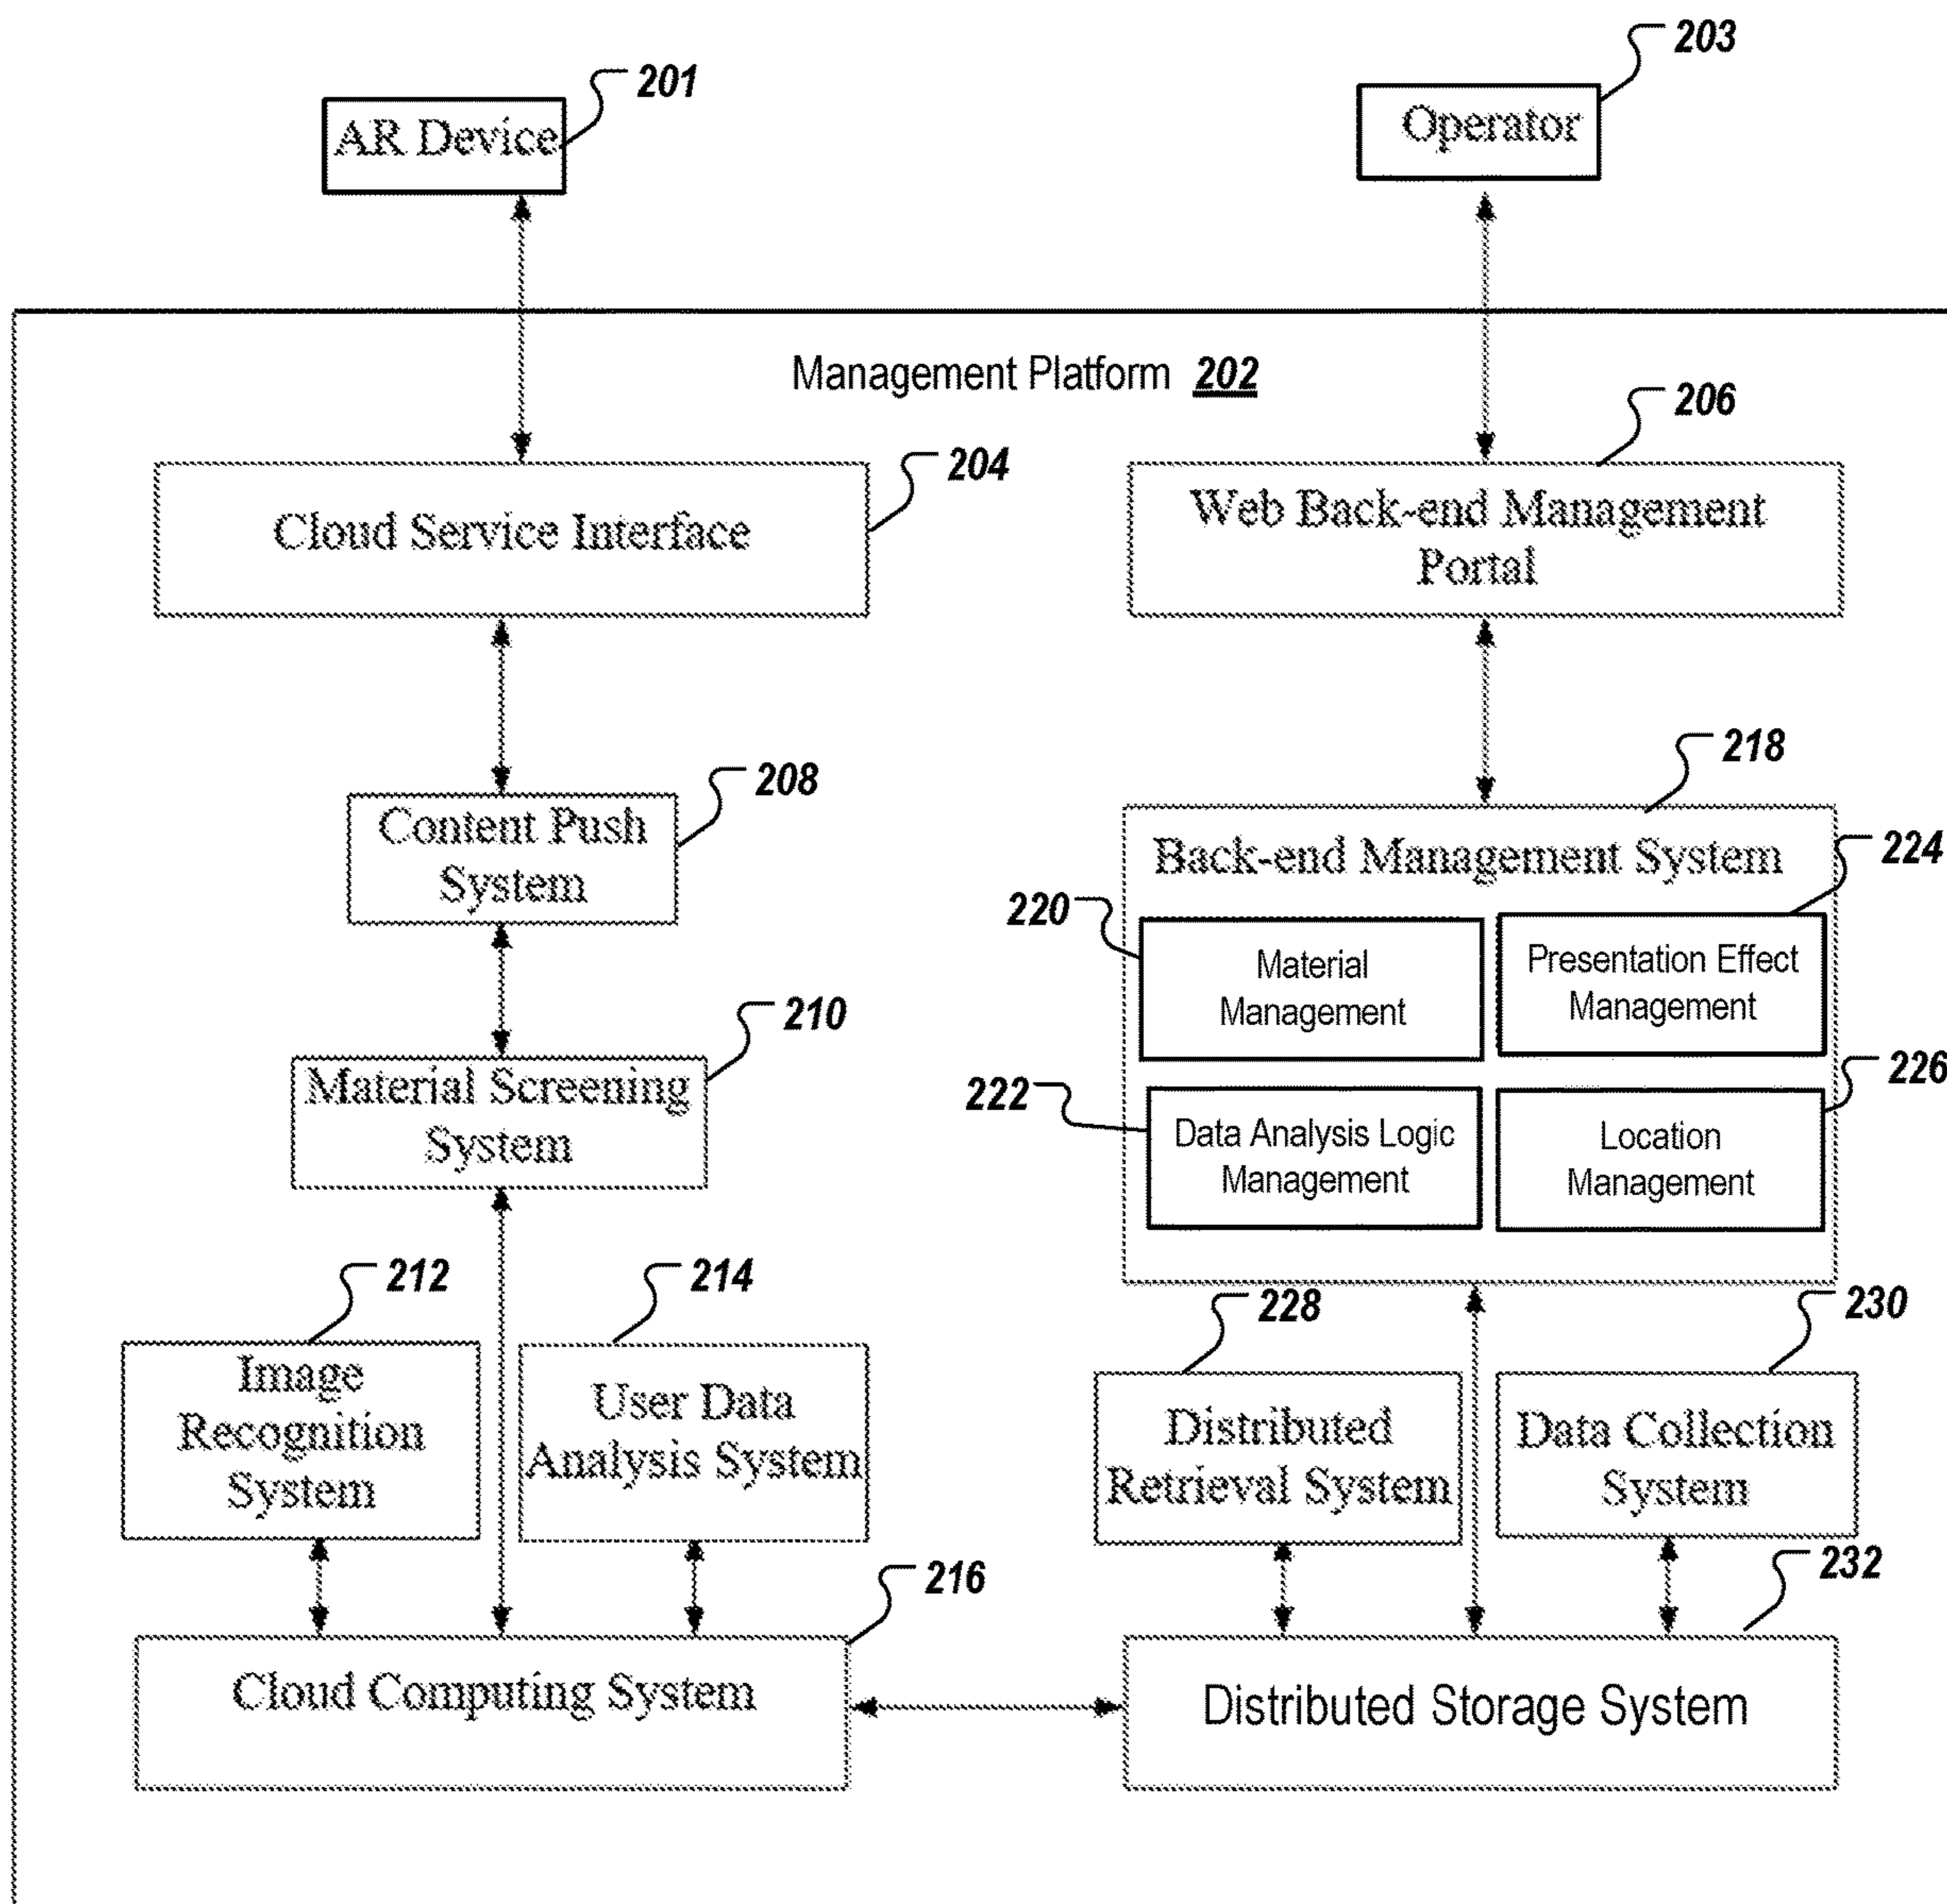 201
AR Device
203
Operator
Management Platform 202
204
Cloud Service Interface
206
Web Back-end Management
Portal
208
Content Push
System
210
Material Screening
System
212
Image
Recognition
System
214
User Data
Analysis System
216
Cloud Computing System
218
Back-end Management System
220
Material
Management
224
Presentation Effect
Management
222
Data Analysis Logic
Management
226
Location
Management
228
Distributed
Retrieval System
230
Data Collection
System
232
Distributed Storage System